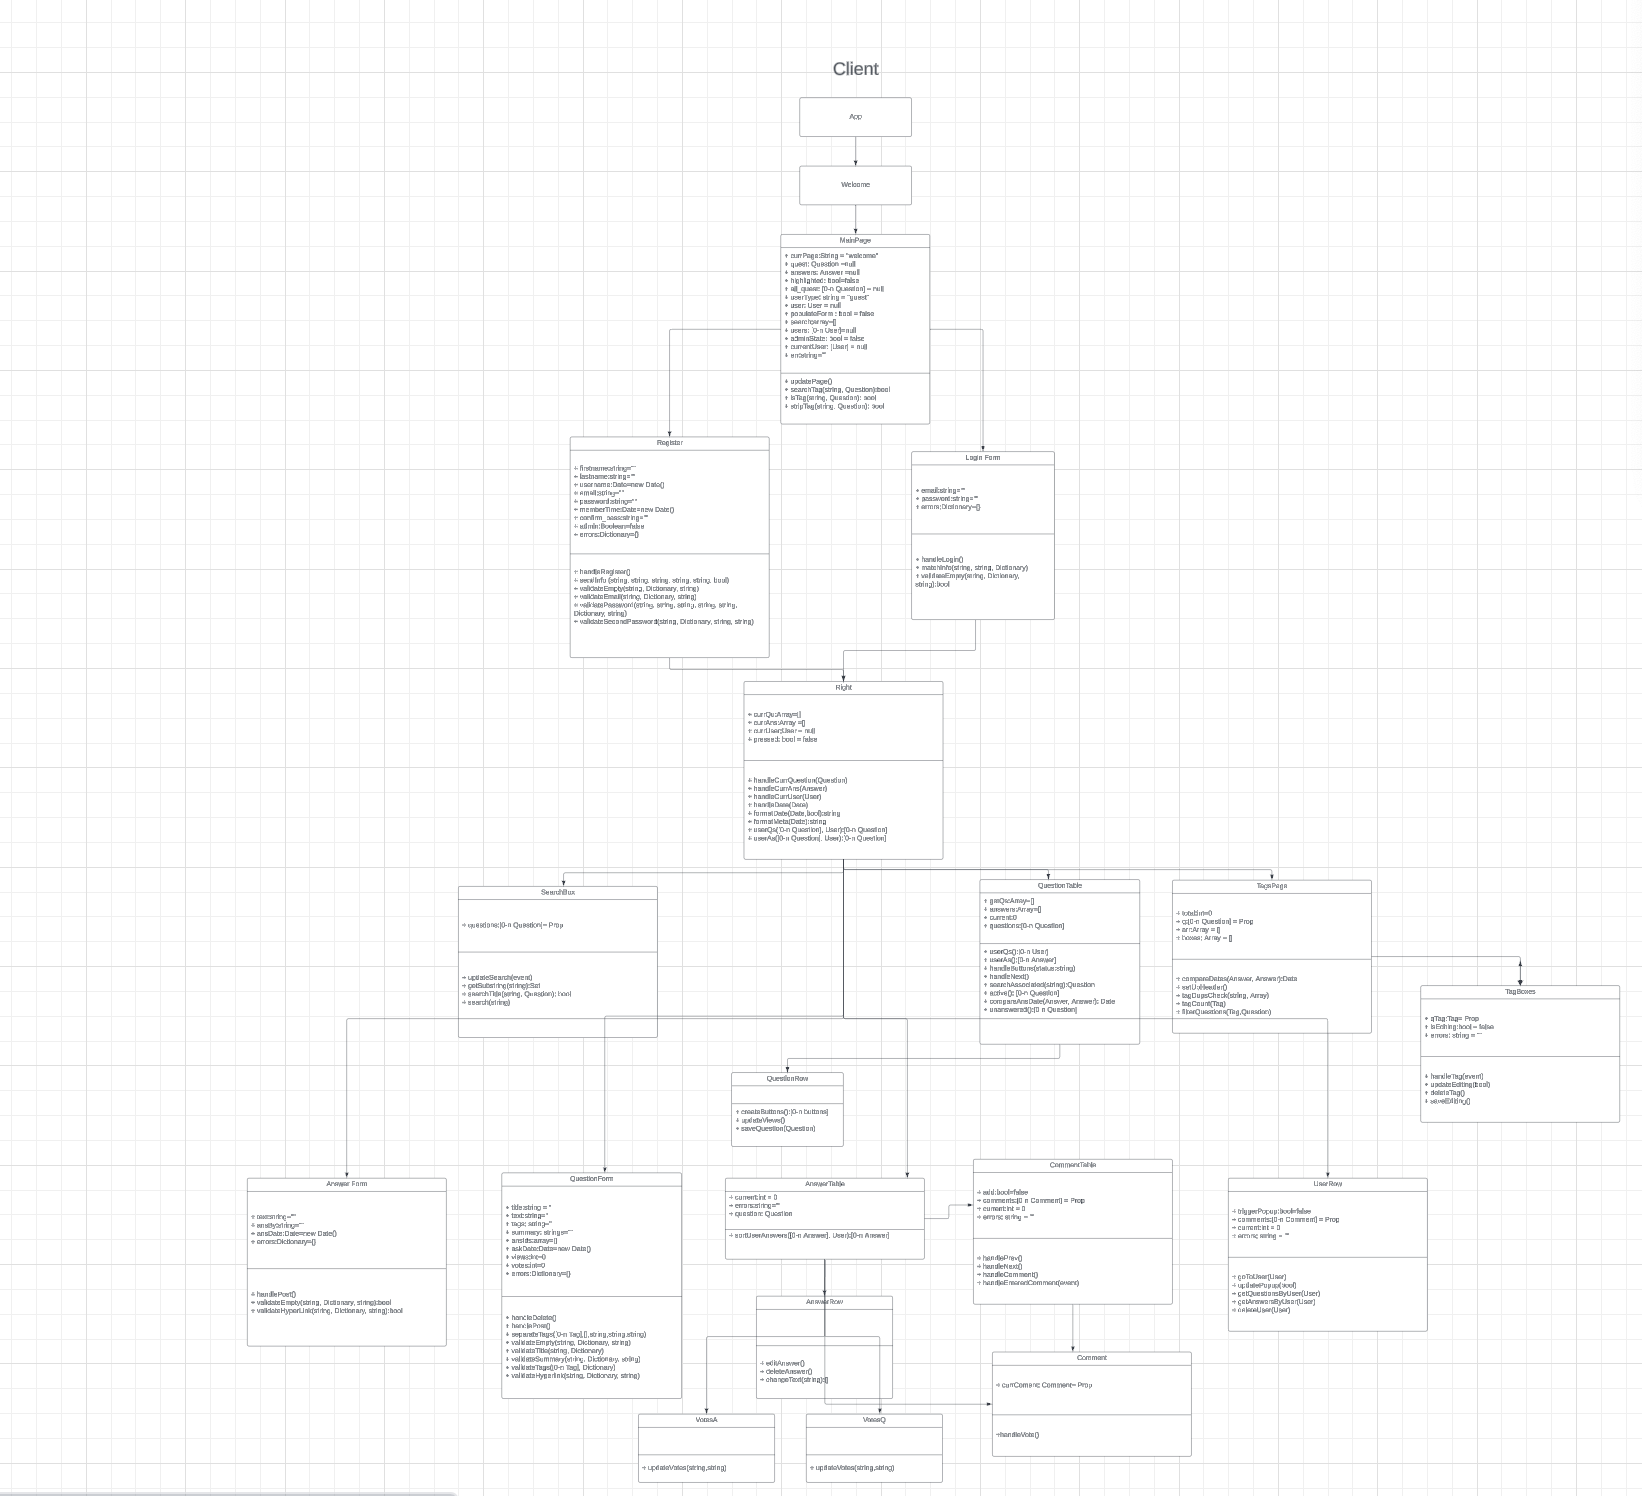 Client
App
Welcome
MainPage
+ currPage:String = "welcome"
+ quest: Question =null
+ answers: Answer =null
+ highlighted: bool=false
+ all_quest: [0-n Question] = null
+ userType: string = "guest"
+ user: User = null
+ populateForm : bool = false
+ search:array=[]
+ users: [0-n User]=null
+ adminState: bool = false
+ currentUser: [User] = null
+ updatePage()
+ searchTag(string, Question):bool
+ isTag(string, Question): bool
+ stripTag(string, Question): bool
Register
+ firstname:string=""
+ lastname:string=""
+ username:Date=new Date()
+ email:string=""
+ password:string=""
+ memberTime:Date=new Date()
+ confirm_pass:string=""
+ admin:Boolean=false
+ errors:Dictionary={}
+ handleRegister()
+ sendInfo (string, string, string, string, string, bool)
+ validateEmpty(string, Dictionary, string)
+ validateEmail(string, Dictionary, string)
+ validatePassword(string, string, string, string, string,
Dictionary, string)
+ validateSecondPassword(string, Dictionary, string, string)
Login Form
+ email:string=""
+ password:string=""
+ errors:Dictionary={}
+ handleLogin()
+ matchInfo(string, string, Dictionary)
+ validateEmpty(string, Dictionary,
string):bool
Right
+ currQu:Array=[]
+ currAns:Array =[]
+ currUser:User = null
+ pressed: bool = false
+ handleCurrQuestion(Question)
+ handleCurrAns(Answer)
+ handleCurrUser(User)
+ handleDate(Date)
+ formatDate(Date,bool):string
+ formatMeta(Date):string
+ userQs([0-n Question], User):[0-n Question]
+ userAs([0-n Question], User):[0-n Question]
SearchBox
+ questions:[0-n Question]= Prop
+ updateSearch(event)
+ getSubstring(string):Set
+ searchTitle(string, Question): bool
+ search(string)
QuestionTable
+ getQs:Array=[]
+ answers:Array=[]
+ current:0
+ questions:[0-n Question]
+ userQs():[0-n User]
+ userAs():[0-n Answer]
+ handleButtons(status:string)
+ handleNext()
+ searchAssociated(string):Question
+ active(): [0-n Question]
+ compareAnsDate(Answer, Answer): Date
+ unanswered():[0-n Question]
TagsPage
+ total:int=0
+ q:[0-n Question] = Prop
+ arr:Array = []
+ boxes: Array = []
+ compareDates(Answer, Answer):Date
+ setUpHeader()
+ tagDupsCheck(string, Array)
+ tagCount(Tag)
+ filterQuestions(Tag,Question)
TagBoxes
+ qTag:Tag= Prop
+ isEditing:bool = false
+ errors: string = ""
+ handleTag(event)
+ updateEditing(bool)
+ deleteTag()
+ saveEditing()
QuestionRow
+ createButtons():[0-n buttons]
+ updateViews()
+ saveQuestion(Question)
Answer Form
+ text:string=""
+ ansBy:string=""
+ ansDate:Date=new Date()
+ errors:Dictionary={}
+ handlePost()
+ validateEmpty(string, Dictionary, string):bool
+ validateHyperLink(string, Dictionary, string):bool
QuestionForm
+ title:string = "
+ text:string="
+ tags: string="
+ summary: string=""
+ ansIds:array=[]
+ askDate:Date=new Date()
+ views:int=0
+ votes:int=0
+ errors:Dictionary={}
+ handleDelete()
+ handlePost()
+ separateTags([0-n Tag],[],string,string,string)
+ validateEmpty(string, Dictionary, string)
+ validateTitle(string, Dictionary)
+ validateSummary(string, Dictionary, string)
+ validateTags([0-n Tag], Dictionary)
+ validateHyperlink(string, Dictionary, string)
AnswerTable
+ current:int = 0
+ errors:string=""
+ question: Question
+ sortUserAnswers([0-n Answer], User):[0-n Answer]
CommentTable
+ add:bool=false
+ comments:[0-n Comment] = Prop
+ current:int = 0
+ errors: string = ""
+ handlePrev()
+ handleNext()
+ handleComment()
+ handleEnteredComment(event)
UserRow
+ triggerPopup:bool=false
+ comments:[0-n Comment] = Prop
+ current:int = 0
+ errors: string = ""
+ goToUser(User)
+ updatePopup(bool)
+ getQuestionsByUser(User)
+ getAnswersByUser(User)
+ deleteUser(User)
AnswerRow
+ editAnswer()
+ deleteAnswer()
+ changeText(string):[]
Comment
+ currComent: Comment= Prop
+handleVote()
VotesA
+ updateVotes(string,string)
VotesQ
+ updateVotes(string,string)